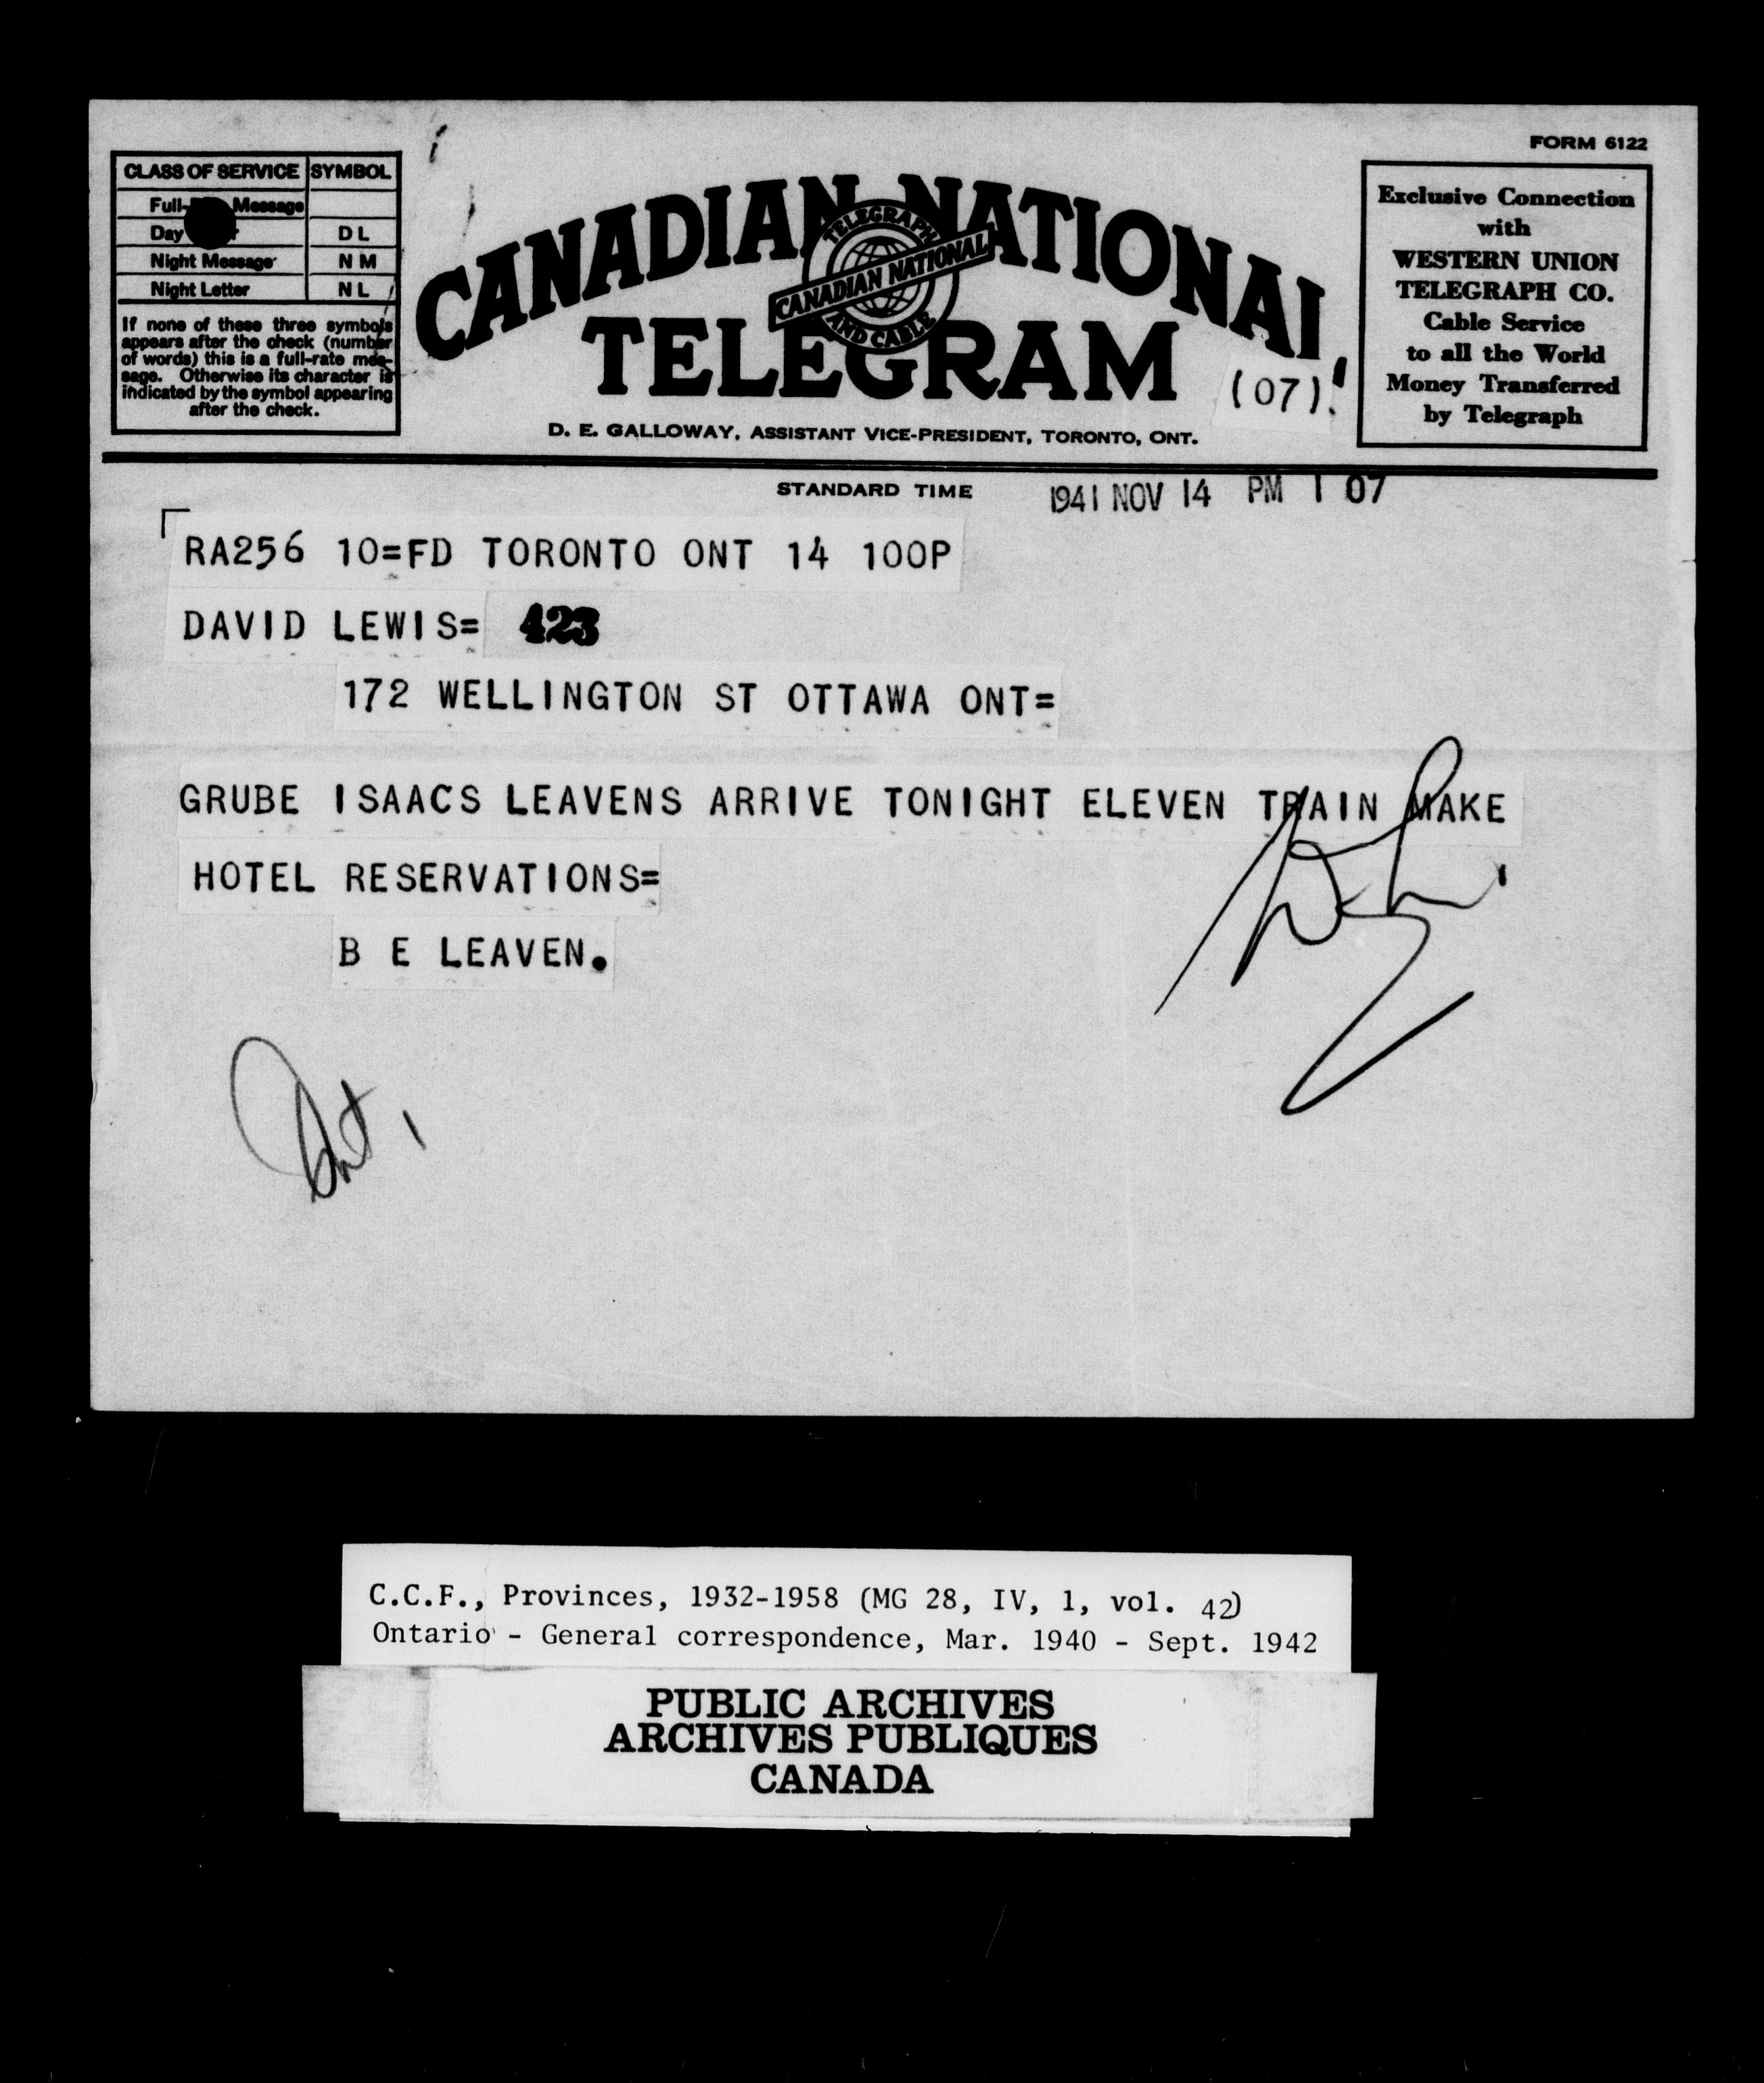 FORM 6122
CLASS OF SERVICE SYMBOL
Full- Message
Day DL
Night Message NM
Night Letter NL
If none of these three symbols
appears after the check (number
of words) this is a full-rate mes-
sage. Otherwise its character is
indicated by the symbol appearing
after the check.
CANADIAN NATIONAL
TELEGRAPH
CANADIAN NATIONAL
AND CABLE
TELEGRAM
(07).
D. E. GALLOWAY, ASSISTANT VICE-PRESIDENT, TORONTO, ONT.
Exclusive Connection
with
WESTERN UNION
TELEGRAPH CO.
Cable Service
to all the World
Money Transferred
by Telegraph
STANDARD TIME 1941 NOV 14 PM 1 07
RA256 10=FD TORONTO ONT 14 100P
DAVID LEWIS= 423
172 WELLINGTON ST OTTAWA ONT=
GRUBE ISAACS LEAVENS ARRIVE TONIGHT ELEVEN TRAIN MAKE
HOTEL RESERVATIONS=
B E LEAVEN.
Ont.
C.C.F., Provinces, 1932-1958 (MG 28, IV, 1, vol. 42)
Ontario - General correspondence, Mar. 1940 - Sept. 1942
PUBLIC ARCHIVES
ARCHIVES PUBLIQUES
CANADA